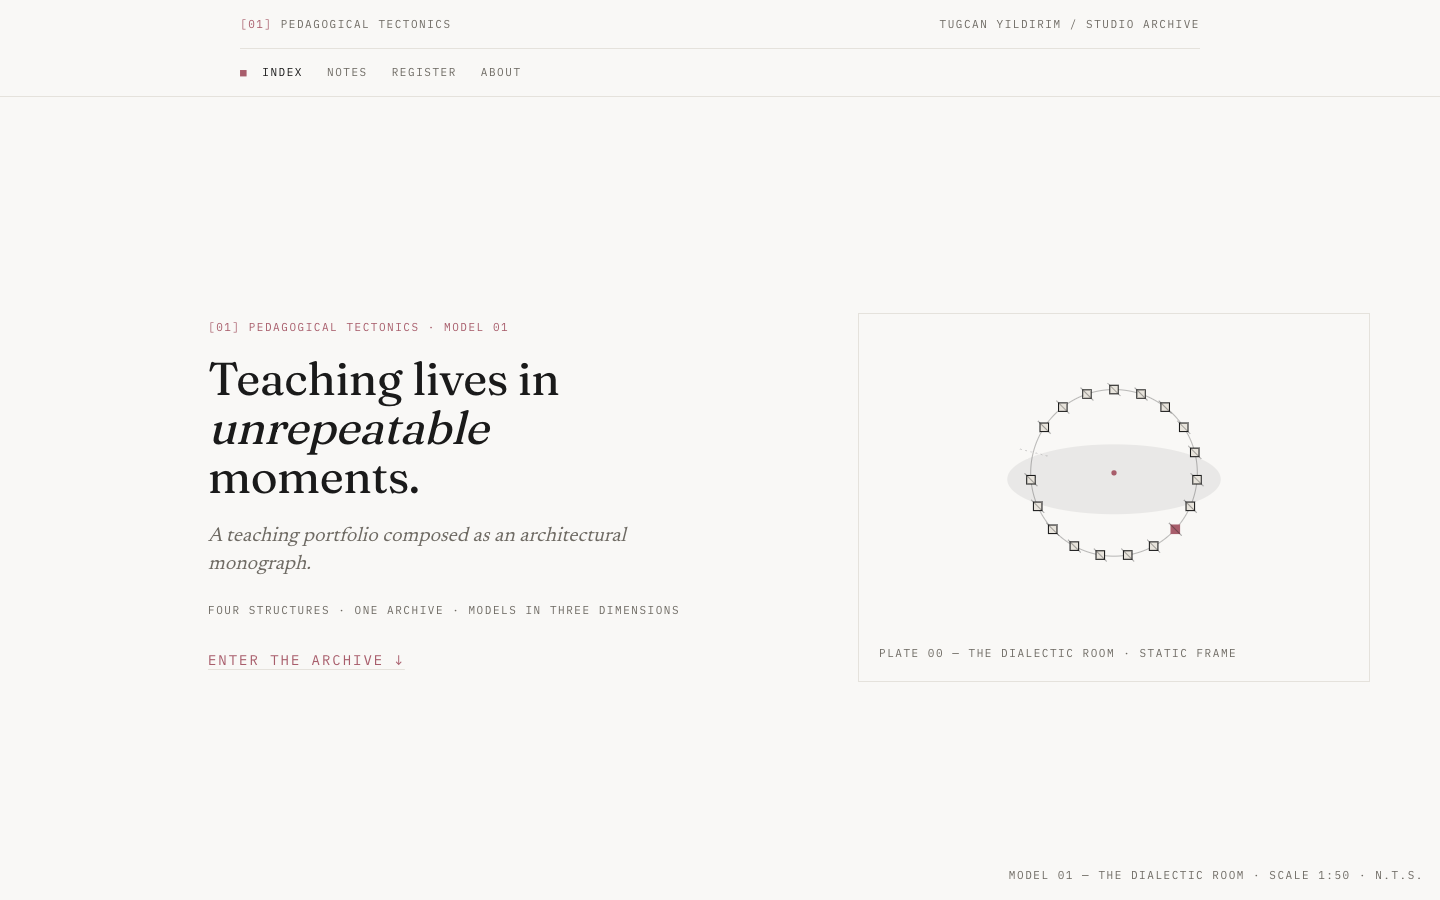 [01] PEDAGOGICAL TECTONICS
TUGCAN YILDIRIM / STUDIO ARCHIVE
INDEX NOTES REGISTER ABOUT
[01] PEDAGOGICAL TECTONICS · MODEL 01
Teaching lives in
unrepeatable
moments.
A teaching portfolio composed as an architectural
monograph.
FOUR STRUCTURES · ONE ARCHIVE · MODELS IN THREE DIMENSIONS
ENTER THE ARCHIVE ↓
PLATE 00 — THE DIALECTIC ROOM · STATIC FRAME
MODEL 01 — THE DIALECTIC ROOM · SCALE 1:50 · N.T.S.